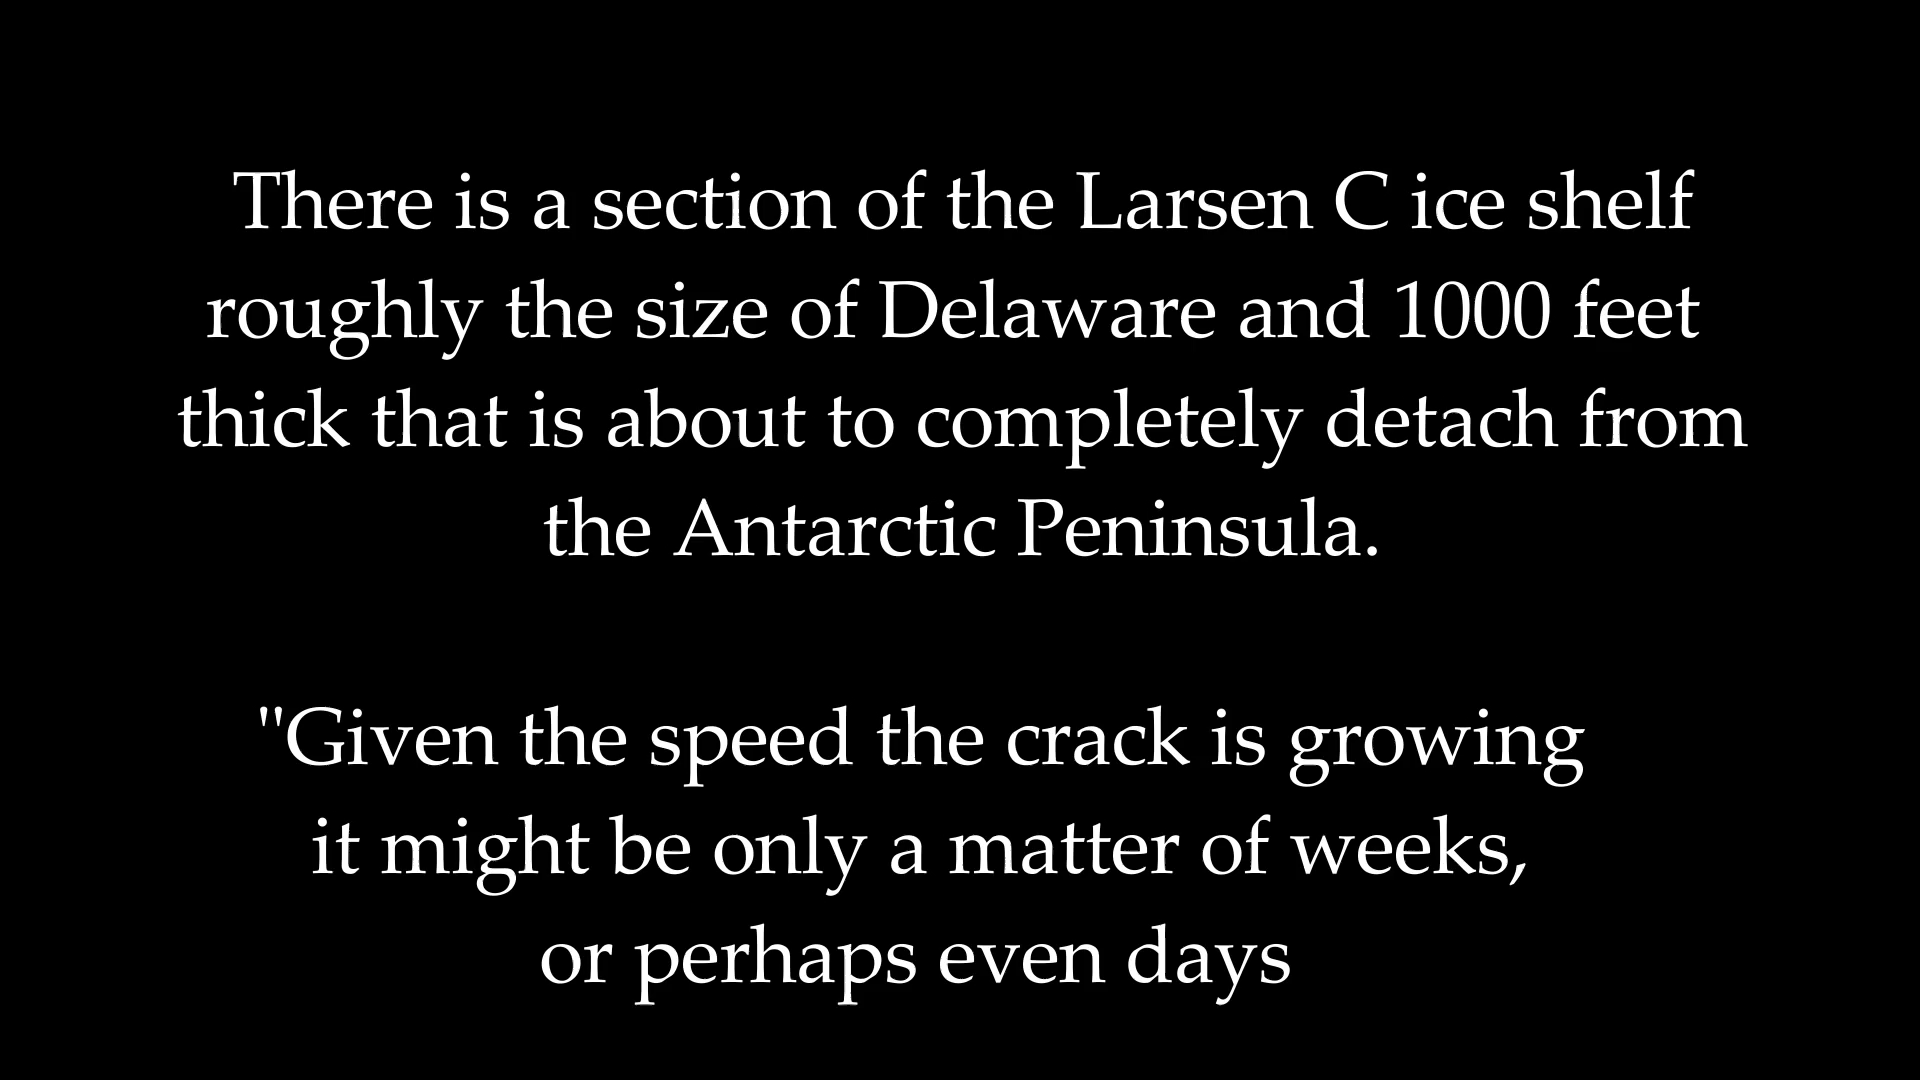 There is a section of the Larsen C ice shelf
roughly the size of Delaware and 1000 feet
thick that is about to completely detach from
the Antarctic Peninsula.
"Given the speed the crack is growing
it might be only a matter of weeks,
or perhaps even days